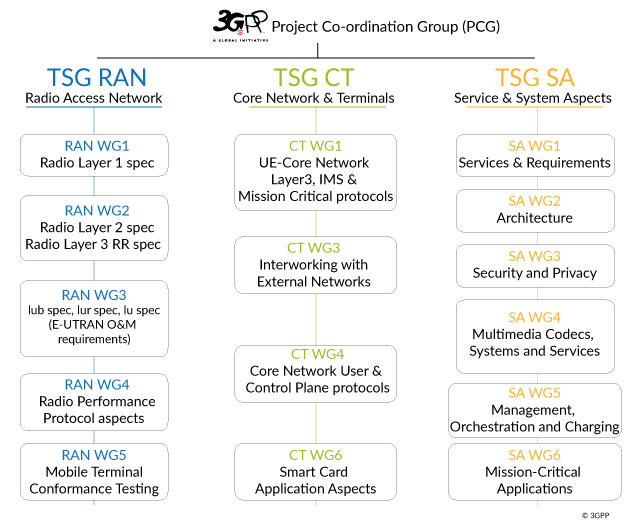 3GPP
A GLOBAL INITIATIVE
Project Co-ordination Group (PCG)
TSG RAN
Radio Access Network
RAN WG1
Radio Layer 1 spec
RAN WG2
Radio Layer 2 spec
Radio Layer 3 RR spec
RAN WG3
lub spec, lur spec, lu spec
(E-UTRAN O&M
requirements)
RAN WG4
Radio Performance
Protocol aspects
RAN WG5
Mobile Terminal
Conformance Testing
TSG CT
Core Network & Terminals
CT WG1
UE-Core Network
Layer3, IMS &
Mission Critical protocols
CT WG3
Interworking with
External Networks
CT WG4
Core Network User &
Control Plane protocols
CT WG6
Smart Card
Application Aspects
TSG SA
Service & System Aspects
SA WG1
Services & Requirements
SA WG2
Architecture
SA WG3
Security and Privacy
SA WG4
Multimedia Codecs,
Systems and Services
SA WG5
Management,
Orchestration and Charging
SA WG6
Mission-Critical
Applications
© 3GPP